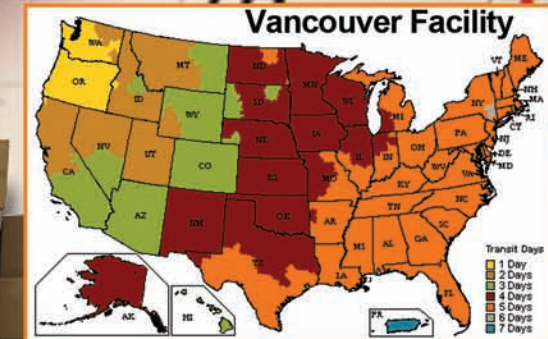 Vancouver Facility
WA
OR
MT
ID
WY
NV
UT
CA
CO
AZ
NM
ND
SD
NE
KS
OK
TX
MN
WI
IA
IL
MO
MI
IN
OH
KY
TN
AR
LA
MS
AL
GA
FL
SC
NC
VA
WV
PA
NY
VT
ME
NH
MA
RI
CT
NJ
DE
MD
AK
HI
PR
Transit Days
1 Day
2 Days
3 Days
4 Days
5 Days
6 Days
7 Days